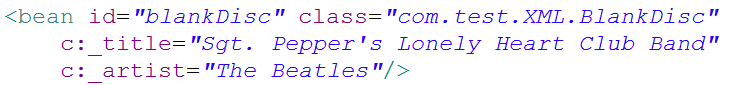 <bean id="blankDisc" class="com.test.XML.BlankDisc"
c:_title="Sgt. Pepper's Lonely Heart Club Band"
c:_artist="The Beatles"/>